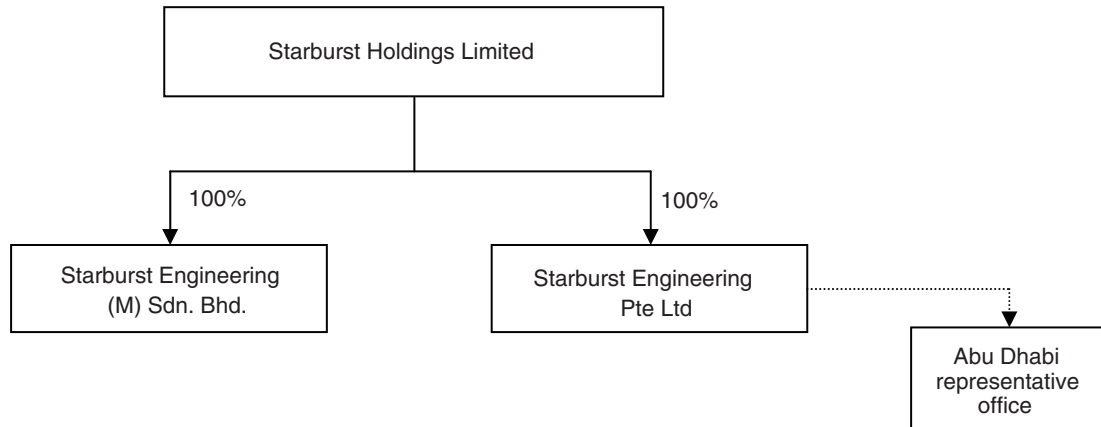 Starburst Holdings Limited
100%
100%
Starburst Engineering
(M) Sdn. Bhd.
Starburst Engineering
Pte Ltd
Abu Dhabi
representative
office